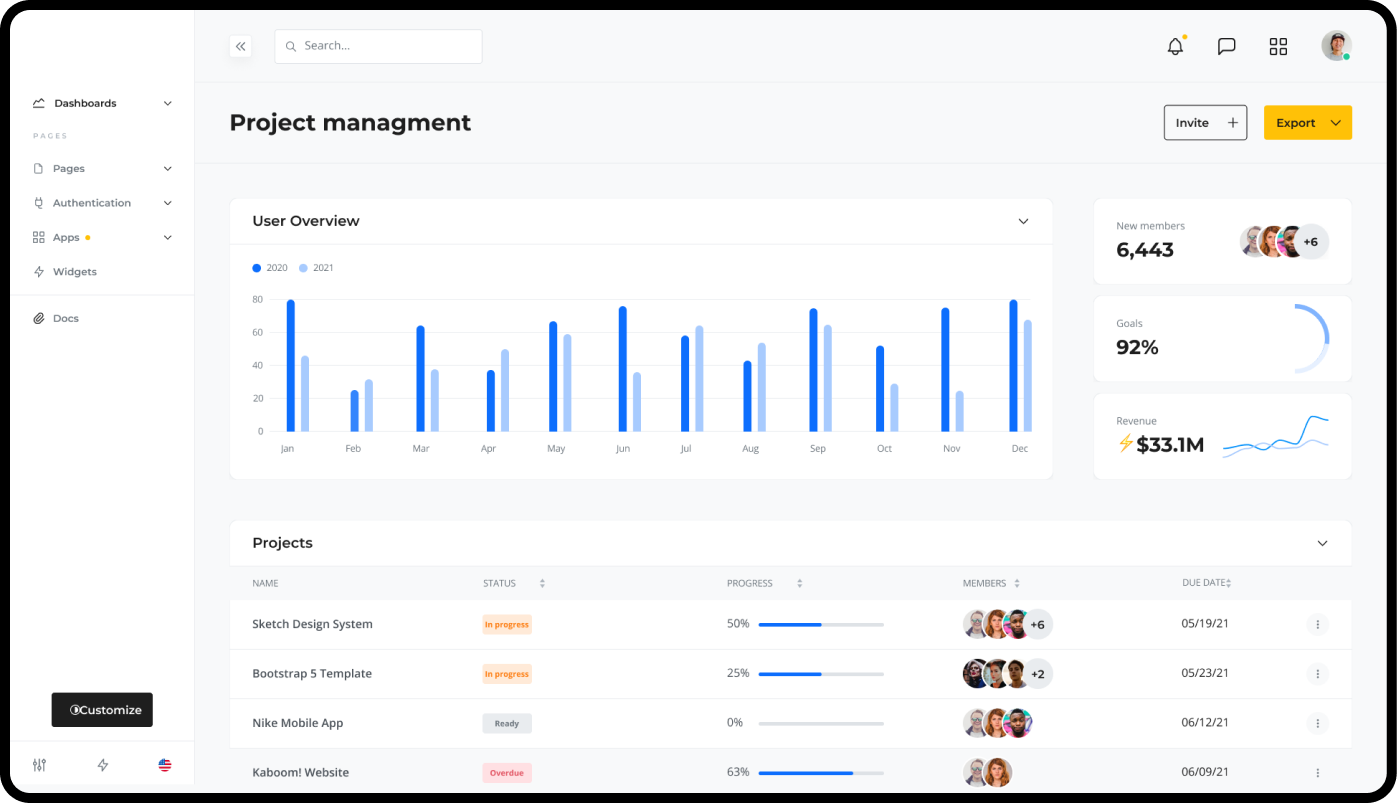 Search...
Dashboards
PAGES
Pages
Authentication
Apps
Widgets
Docs
Customize
Project managment
Invite
Export
User Overview
2020 2021
80
60
40
20
0
Jan Feb Mar Apr May Jun Jul Aug Sep Oct Nov Dec
New members
6,443
+6
Goals
92%
Revenue
⚡$33.1M
Projects
NAME STATUS PROGRESS MEMBERS DUE DATE
Sketch Design System In progress 50% +6 05/19/21
Bootstrap 5 Template In progress 25% +2 05/23/21
Nike Mobile App Ready 0% 06/12/21
Kaboom! Website Overdue 63% 06/09/21